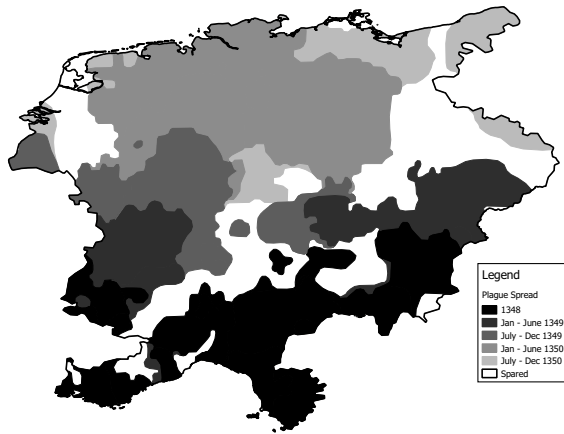 Legend
Plague Spread
1348
Jan - June 1349
July - Dec 1349
Jan - June 1350
July - Dec 1350
Spared